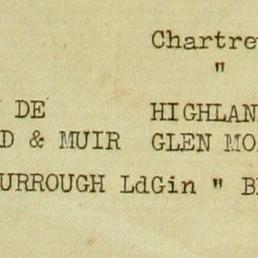 Chartre
"
DE HIGHLAN
D & MUIR GLEN MO
URROUGH LdGin " B